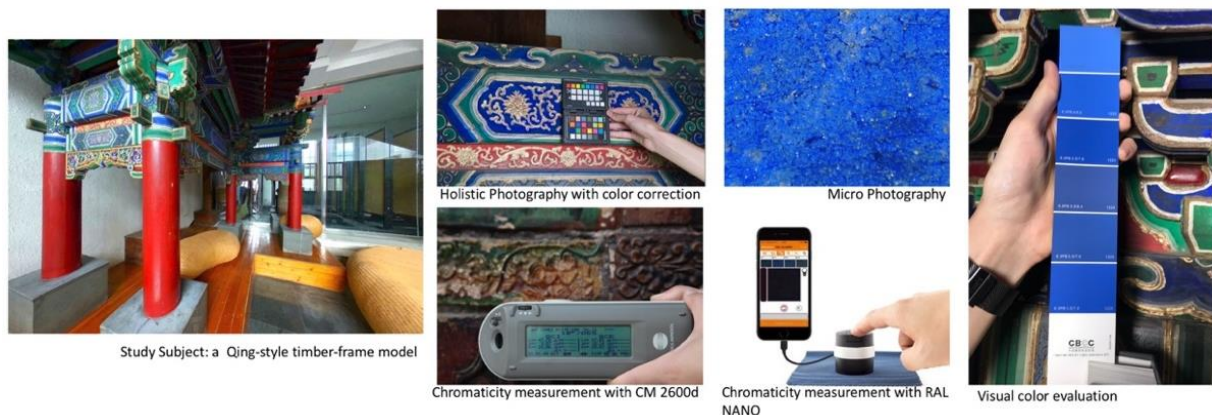 Study Subject: a Qing-style timber-frame model
Holistic Photography with color correction
Micro Photography
Chromaticity measurement with CM 2600d
Chromaticity measurement with RAL
NANO
CBCC
Visual color evaluation